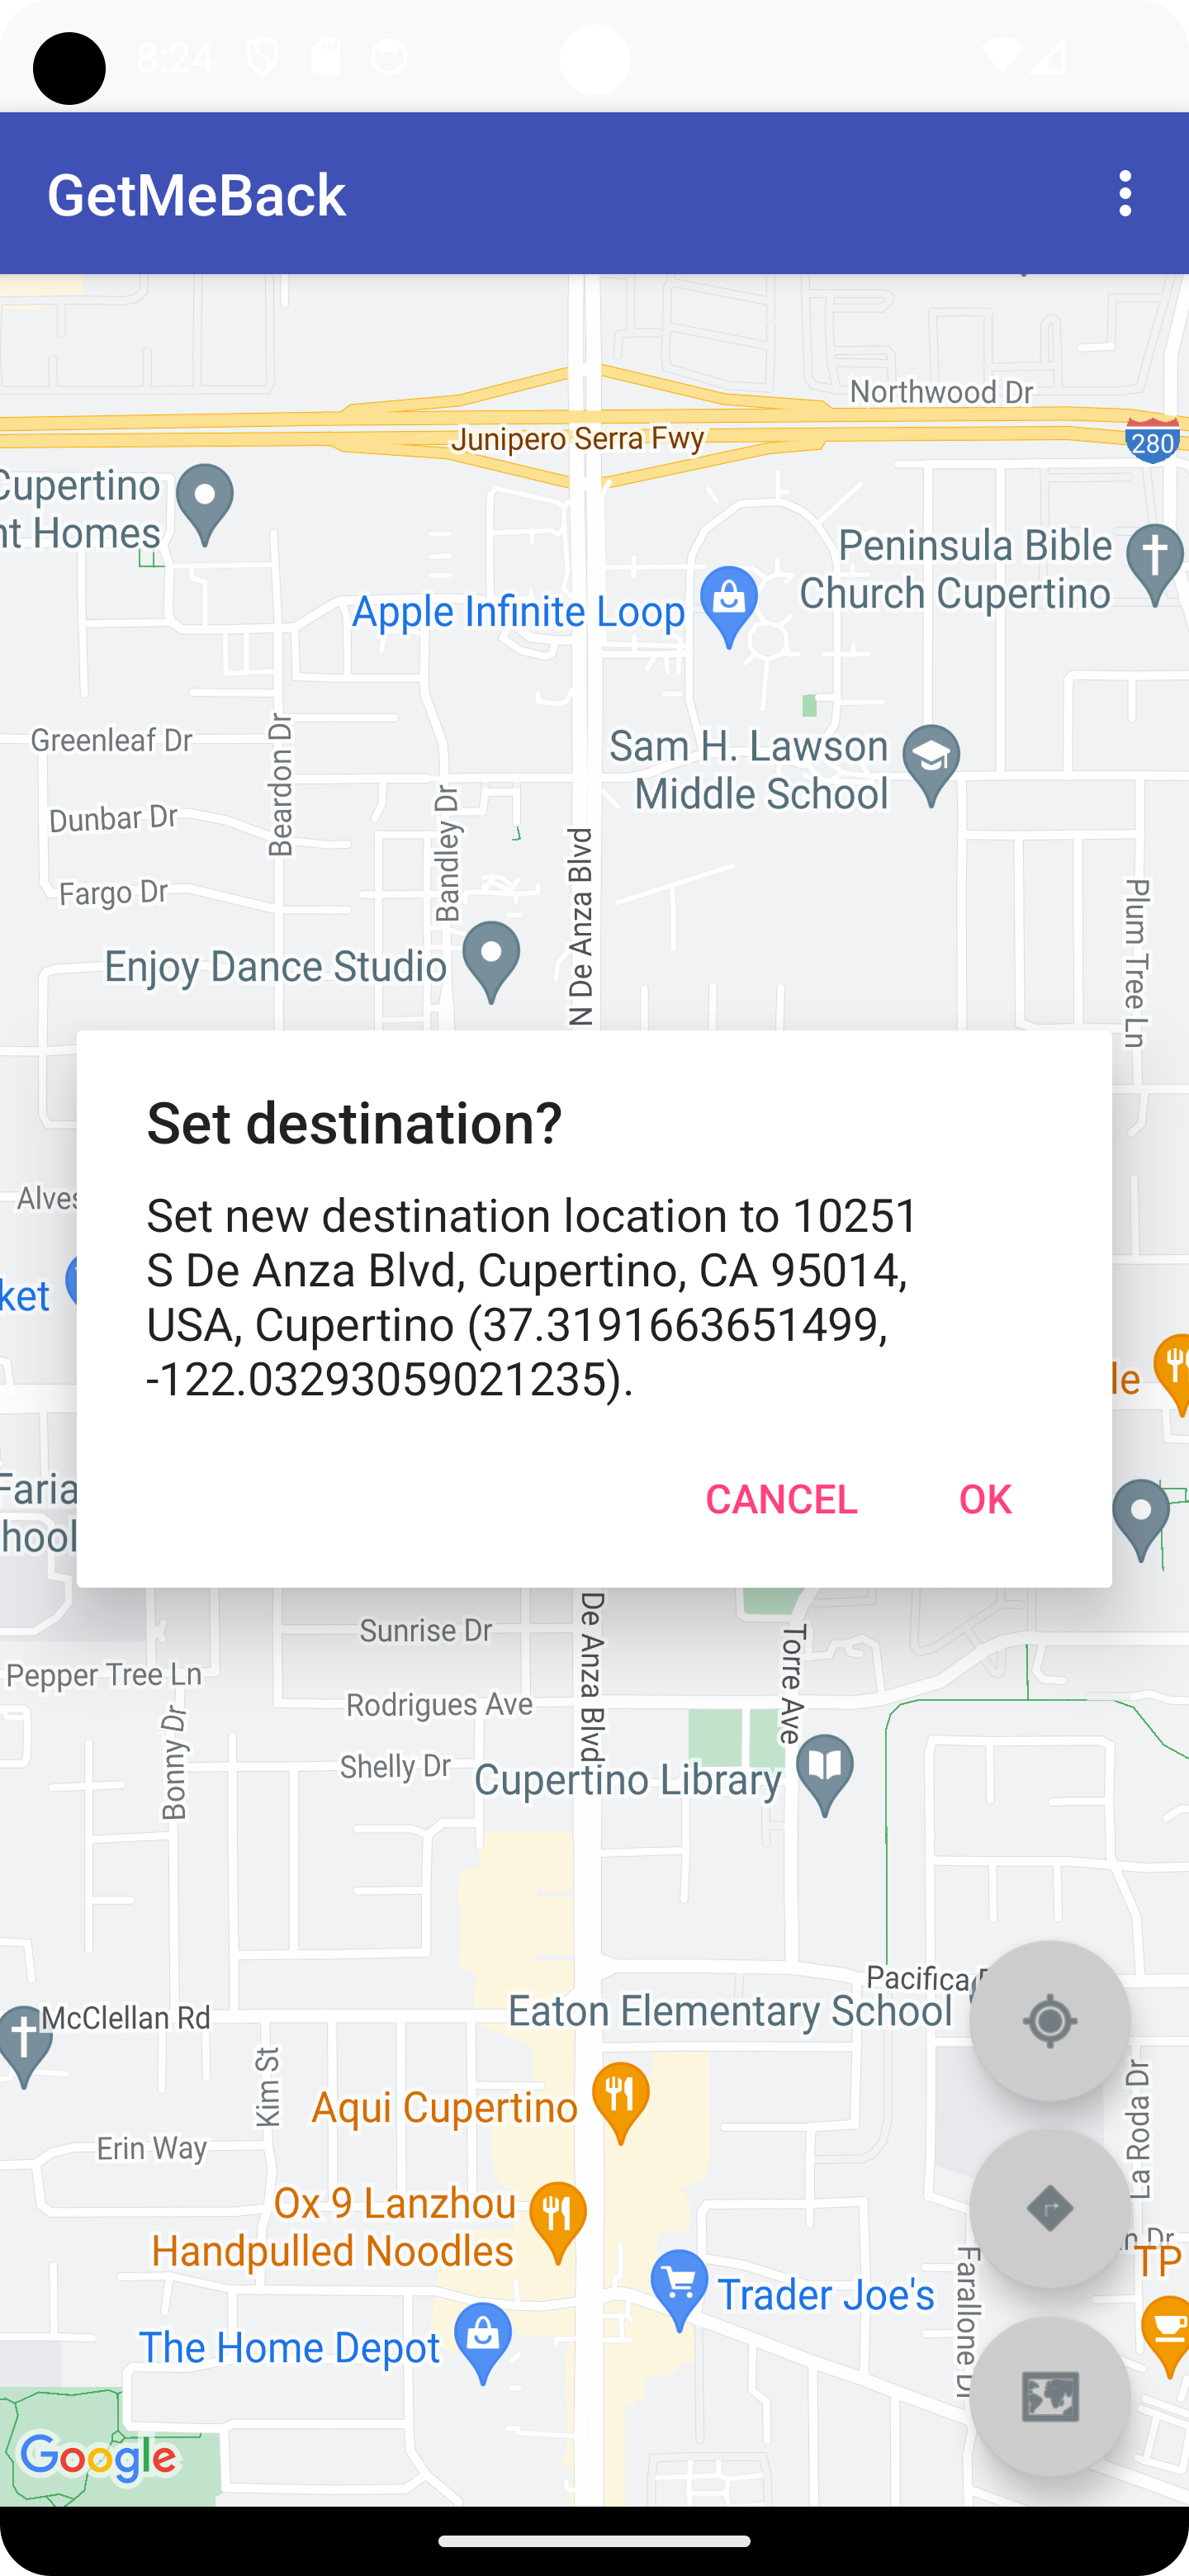 8:24
GetMeBack
Northwood Dr
Junipero Serra Fwy
280
Cupertino
nt Homes
Peninsula Bible
Church Cupertino
Apple Infinite Loop
Sam H. Lawson
Middle School
Greenleaf Dr
Beardon Dr
Dunbar Dr
Bandley Dr
N De Anza Blvd
Fargo Dr
Plum Tree Ln
Enjoy Dance Studio
Set destination?
Set new destination location to 10251
S De Anza Blvd, Cupertino, CA 95014,
USA, Cupertino (37.3191663651499,
-122.03293059021235).
CANCEL OK
Alves
ket
le
Faria
hool
Sunrise Dr
De Anza Blvd
Torre Ave
Pepper Tree Ln
Rodrigues Ave
Bonny Dr
Shelly Dr
Cupertino Library
Pacifica
McClellan Rd
Eaton Elementary School
Kim St
La Roda Dr
Aqui Cupertino
Erin Way
Ox 9 Lanzhou
Handpulled Noodles
n Dr
TP
Farallone Dr
Trader Joe's
The Home Depot
Google